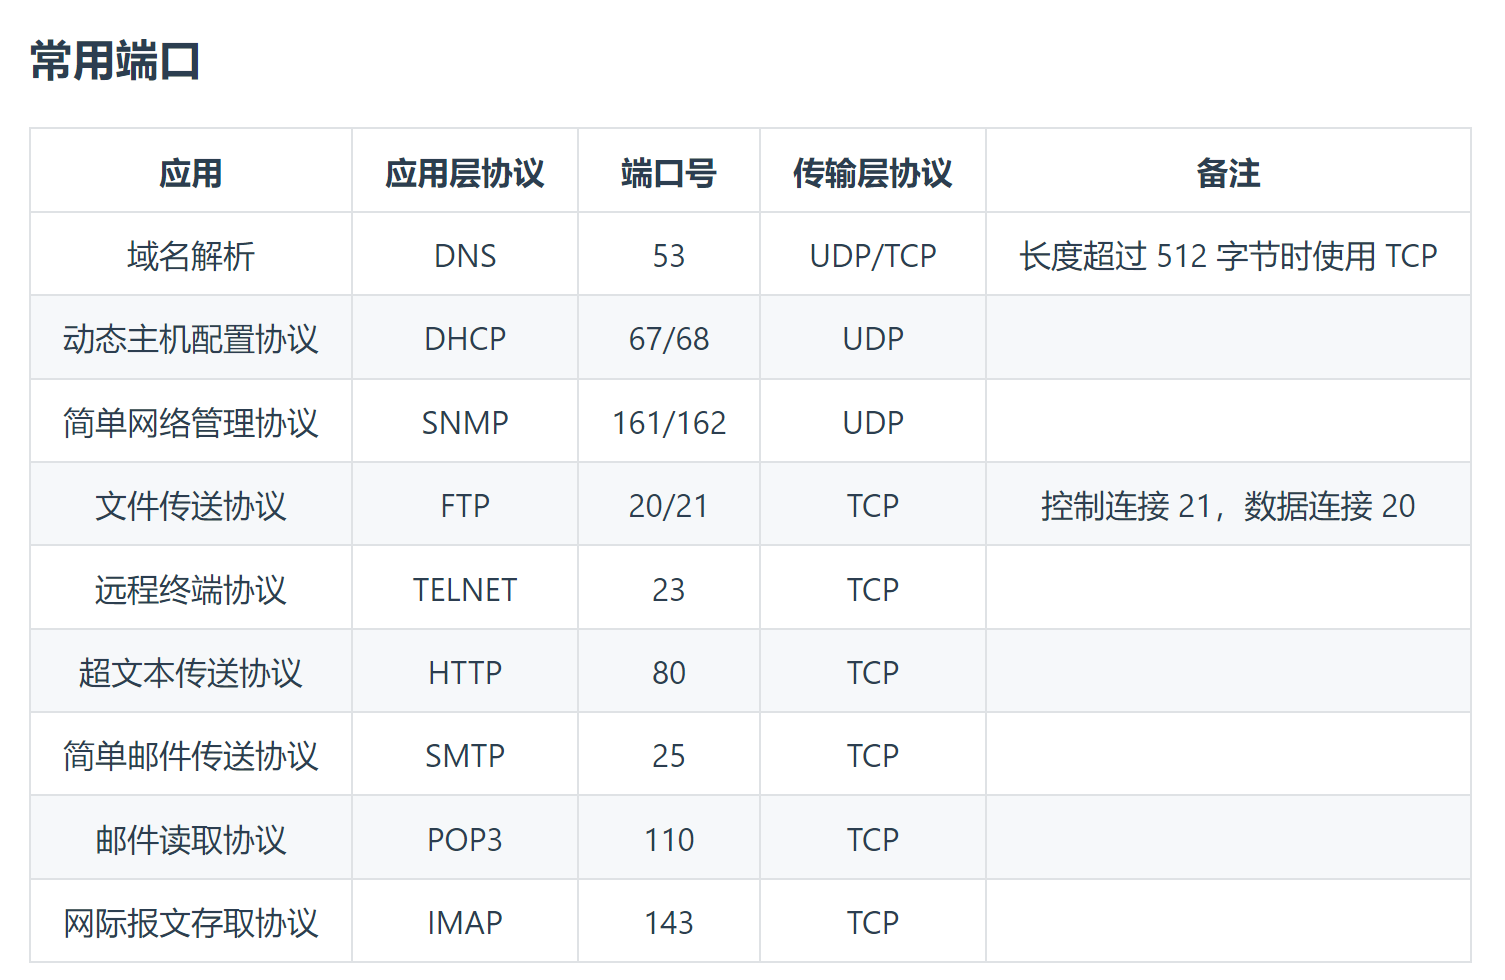 常用端口
应用 应用层协议 端口号 传输层协议 备注
域名解析 DNS 53 UDP/TCP 长度超过 512 字节时使用 TCP
动态主机配置协议 DHCP 67/68 UDP
简单网络管理协议 SNMP 161/162 UDP
文件传送协议 FTP 20/21 TCP 控制连接 21，数据连接 20
远程终端协议 TELNET 23 TCP
超文本传送协议 HTTP 80 TCP
简单邮件传送协议 SMTP 25 TCP
邮件读取协议 POP3 110 TCP
网际报文存取协议 IMAP 143 TCP